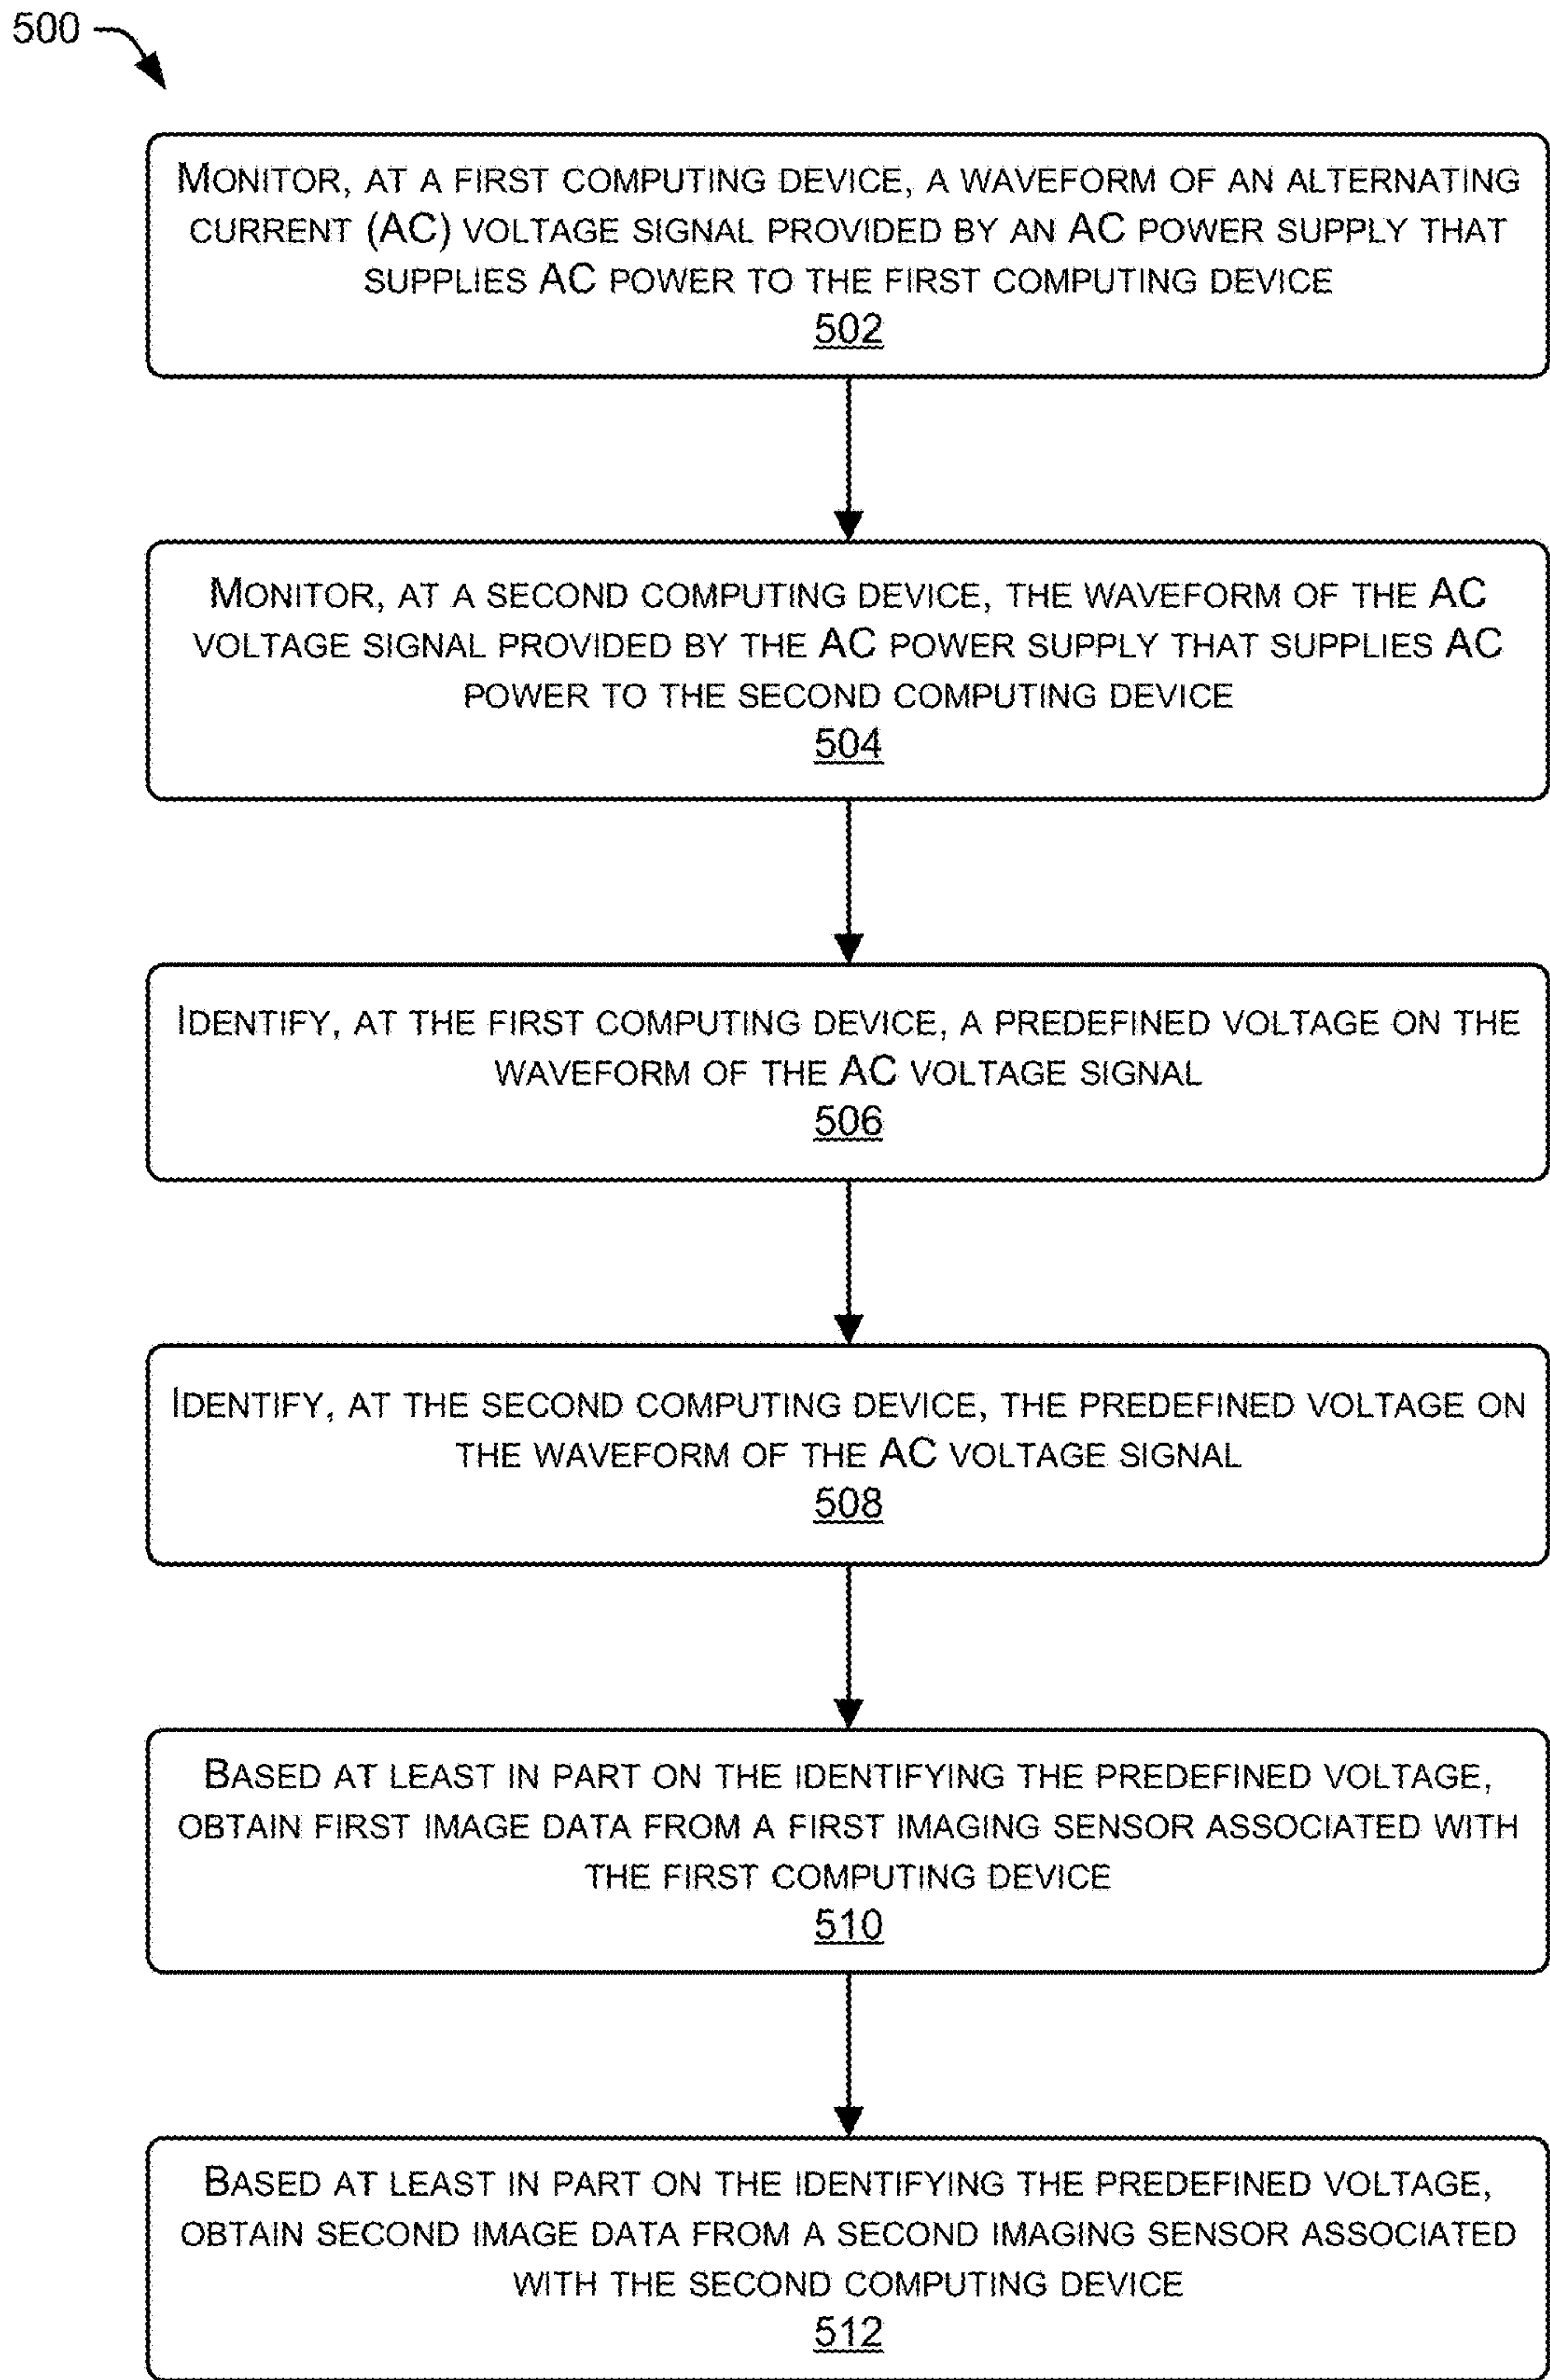 500
MONITOR, AT A FIRST COMPUTING DEVICE, A WAVEFORM OF AN ALTERNATING
CURRENT (AC) VOLTAGE SIGNAL PROVIDED BY AN AC POWER SUPPLY THAT
SUPPLIES AC POWER TO THE FIRST COMPUTING DEVICE
502
MONITOR, AT A SECOND COMPUTING DEVICE, THE WAVEFORM OF THE AC
VOLTAGE SIGNAL PROVIDED BY THE AC POWER SUPPLY THAT SUPPLIES AC
POWER TO THE SECOND COMPUTING DEVICE
504
IDENTIFY, AT THE FIRST COMPUTING DEVICE, A PREDEFINED VOLTAGE ON THE
WAVEFORM OF THE AC VOLTAGE SIGNAL
506
IDENTIFY, AT THE SECOND COMPUTING DEVICE, THE PREDEFINED VOLTAGE ON
THE WAVEFORM OF THE AC VOLTAGE SIGNAL
508
BASED AT LEAST IN PART ON THE IDENTIFYING THE PREDEFINED VOLTAGE,
OBTAIN FIRST IMAGE DATA FROM A FIRST IMAGING SENSOR ASSOCIATED WITH
THE FIRST COMPUTING DEVICE
510
BASED AT LEAST IN PART ON THE IDENTIFYING THE PREDEFINED VOLTAGE,
OBTAIN SECOND IMAGE DATA FROM A SECOND IMAGING SENSOR ASSOCIATED
WITH THE SECOND COMPUTING DEVICE
512